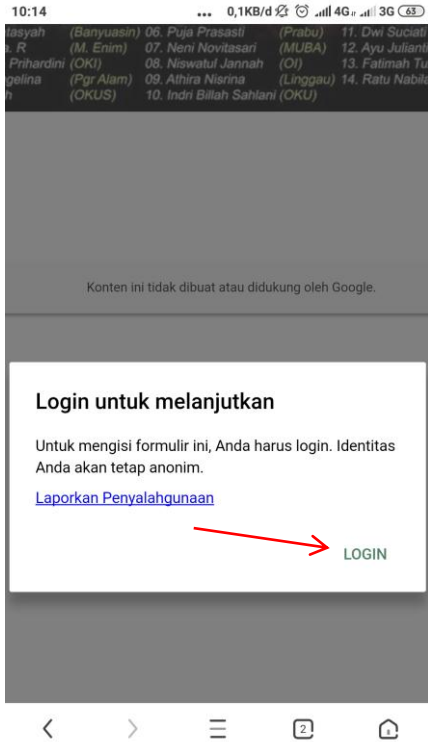 10:14 ... 0,1KB/d 4G 3G 63
tasyah (Banyuasin) 06. Puja Prasasti (Prabu) 11. Dwi Suciati
. R (M. Enim) 07. Neni Novitasari (MUBA) 12. Ayu Julianti
Prihardini (OKI) 08. Niswatul Jannah (OI) 13. Fatimah Tu
gelina (Pgr Alam) 09. Athira Nisrina (Linggau) 14. Ratu Nabila
h (OKUS) 10. Indri Billah Sahlani (OKU)
Konten ini tidak dibuat atau didukung oleh Google.
Login untuk melanjutkan
Untuk mengisi formulir ini, Anda harus login. Identitas
Anda akan tetap anonim.
Laporkan Penyalahgunaan
LOGIN
2